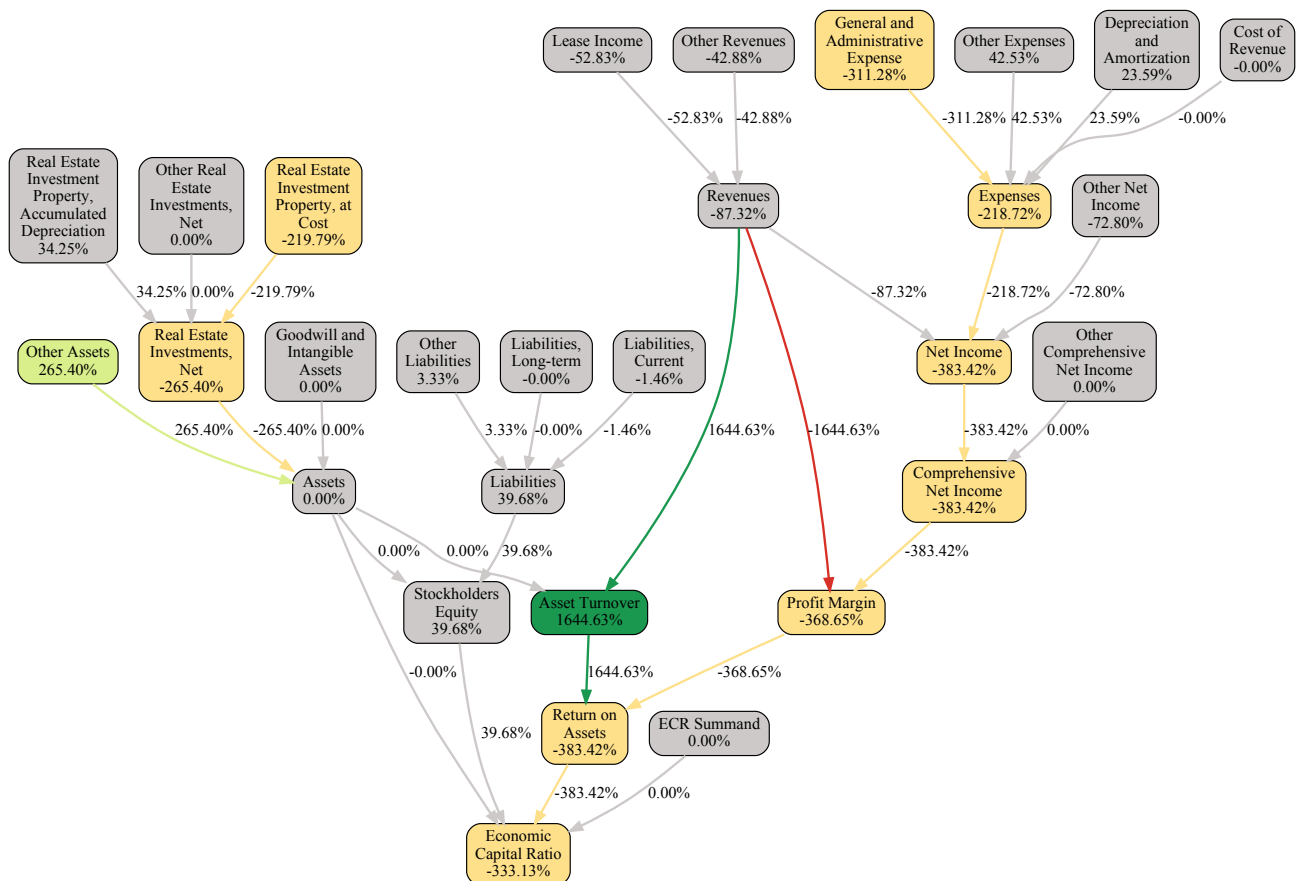 Lease Income
-52.83%
Other Revenues
-42.88%
General and
Administrative
Expense
-311.28%
Other Expenses
42.53%
Depreciation
and
Amortization
23.59%
Cost of
Revenue
-0.00%
-52.83%
-42.88%
-311.28%
42.53%
23.59%
-0.00%
Real Estate
Investment
Property,
Accumulated
Depreciation
34.25%
Other Real
Estate
Investments,
Net
0.00%
Real Estate
Investment
Property, at
Cost
-219.79%
Revenues
-87.32%
Expenses
-218.72%
Other Net
Income
-72.80%
34.25%
0.00%
-219.79%
-87.32%
-218.72%
-72.80%
Other Assets
265.40%
Real Estate
Investments,
Net
-265.40%
Goodwill and
Intangible
Assets
0.00%
Other
Liabilities
3.33%
Liabilities,
Long-term
-0.00%
Liabilities,
Current
-1.46%
Net Income
-383.42%
Other
Comprehensive
Net Income
0.00%
265.40%
-265.40%
0.00%
3.33%
-0.00%
-1.46%
1644.63%
-1644.63%
-383.42%
0.00%
Assets
0.00%
Liabilities
39.68%
Comprehensive
Net Income
-383.42%
0.00%
0.00%
39.68%
-383.42%
Stockholders
Equity
39.68%
Asset Turnover
1644.63%
Profit Margin
-368.65%
-0.00%
1644.63%
-368.65%
Return on
Assets
-383.42%
ECR Summand
0.00%
39.68%
-383.42%
0.00%
Economic
Capital Ratio
-333.13%